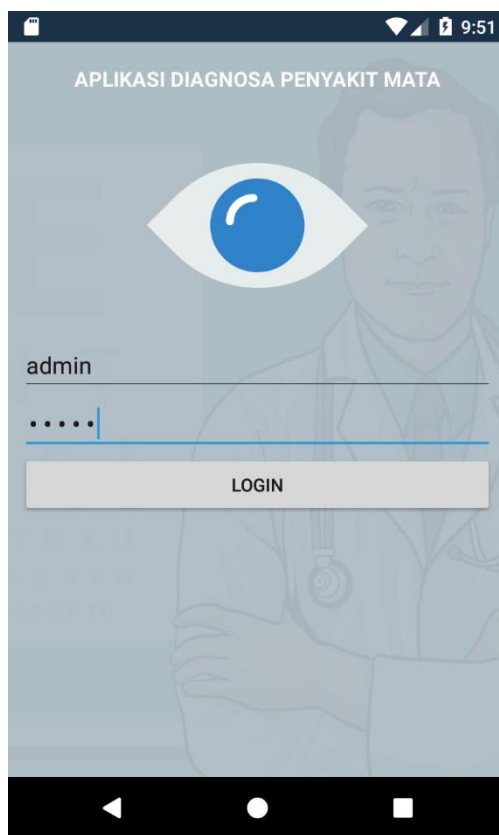 9:51
APLIKASI DIAGNOSA PENYAKIT MATA
E
admin
•••••
LOGIN